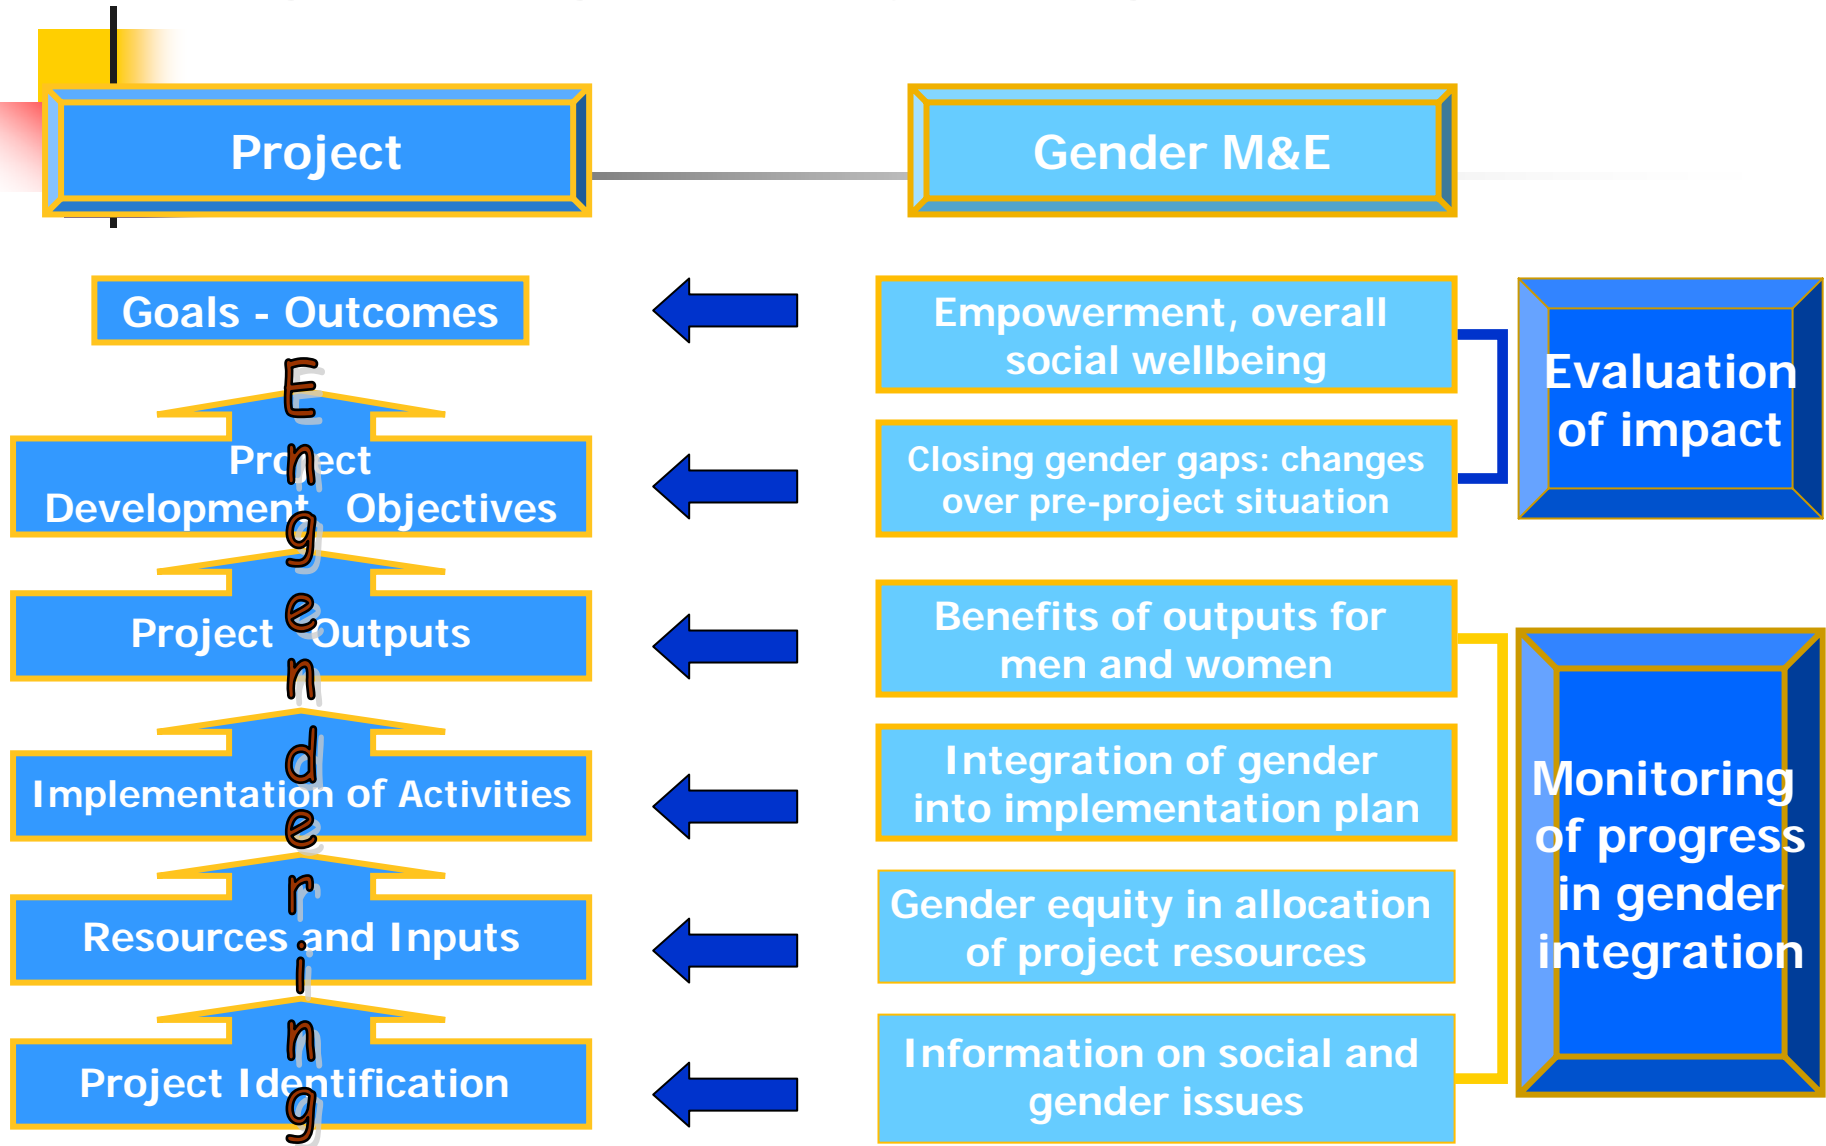 Project
Gender M&E
Goals - Outcomes
Empowerment, overall
social wellbeing
Evaluation
of impact
Project
Development Objectives
Closing gender gaps: changes
over pre-project situation
Project Outputs
Benefits of outputs for
men and women
Implementation of Activities
Integration of gender
into implementation plan
Monitoring
of progress
in gender
integration
Resources and Inputs
Gender equity in allocation
of project resources
Project Identification
Information on social and
gender issues
Engendering